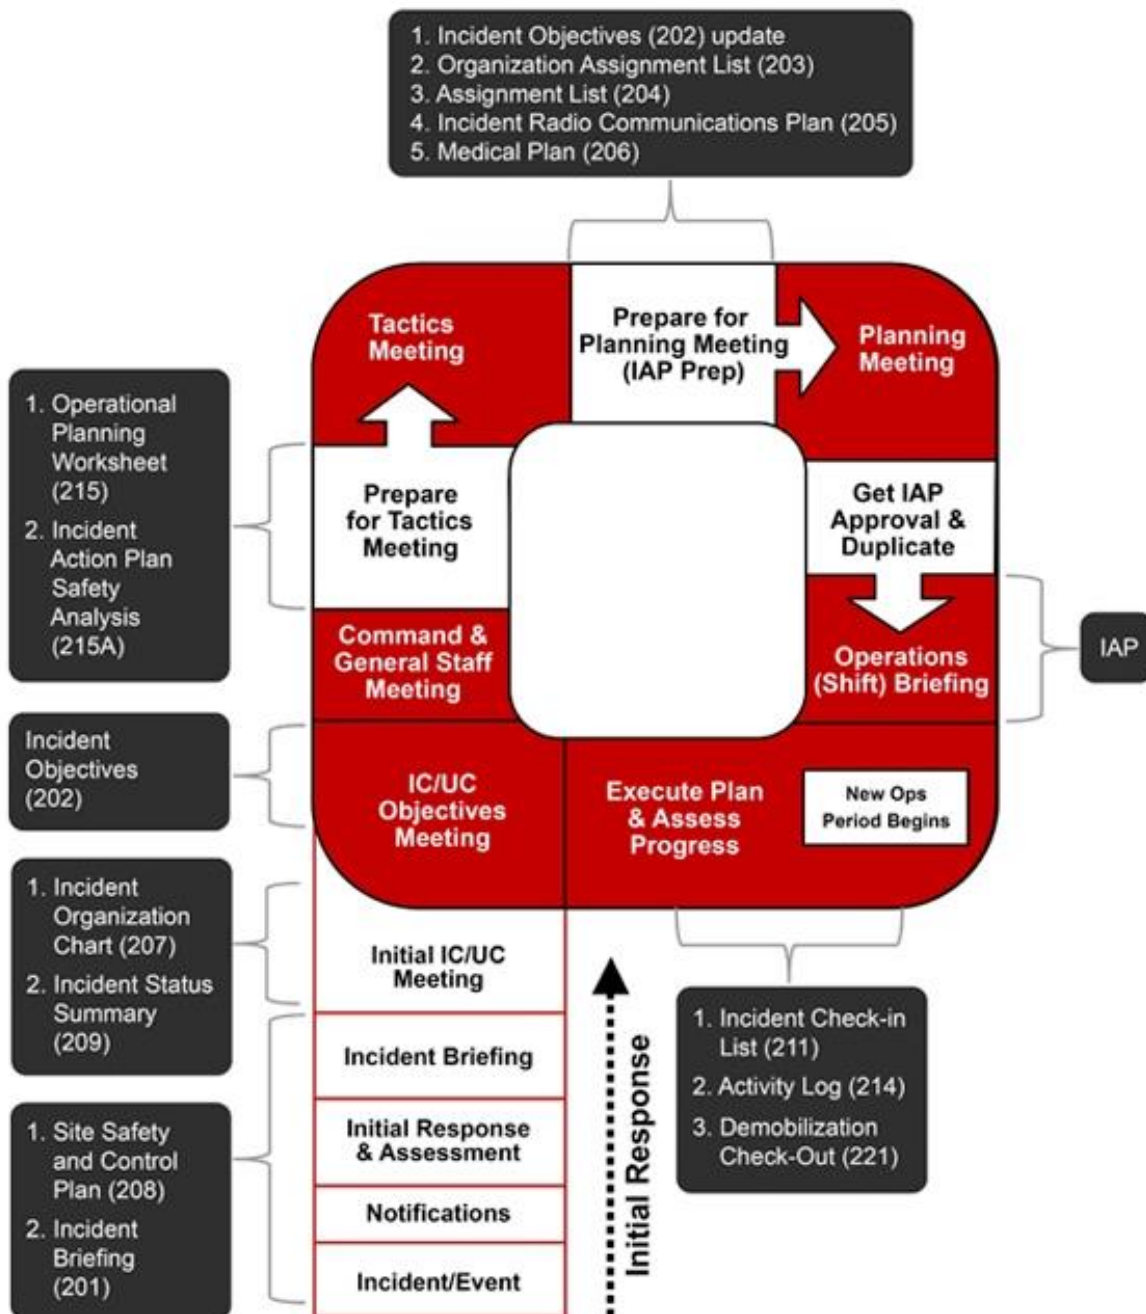 1. Incident Objectives (202) update
2. Organization Assignment List (203)
3. Assignment List (204)
4. Incident Radio Communications Plan (205)
5. Medical Plan (206)
Tactics
Meeting
Prepare for
Planning Meeting
(IAP Prep)
Planning
Meeting
1. Operational
Planning
Worksheet
(215)
2. Incident
Action Plan
Safety
Analysis
(215A)
Prepare
for Tactics
Meeting
Get IAP
Approval &
Duplicate
Command &
General Staff
Meeting
Operations
(Shift) Briefing
IAP
Incident
Objectives
(202)
IC/UC
Objectives
Meeting
Execute Plan
& Assess
Progress
New Ops
Period Begins
1. Incident
Organization
Chart (207)
2. Incident Status
Summary
(209)
Initial IC/UC
Meeting
Incident Briefing
Initial Response
& Assessment
Notifications
Incident/Event
Initial Response
1. Incident Check-in
List (211)
2. Activity Log (214)
3. Demobilization
Check-Out (221)
1. Site Safety
and Control
Plan (208)
2. Incident
Briefing
(201)